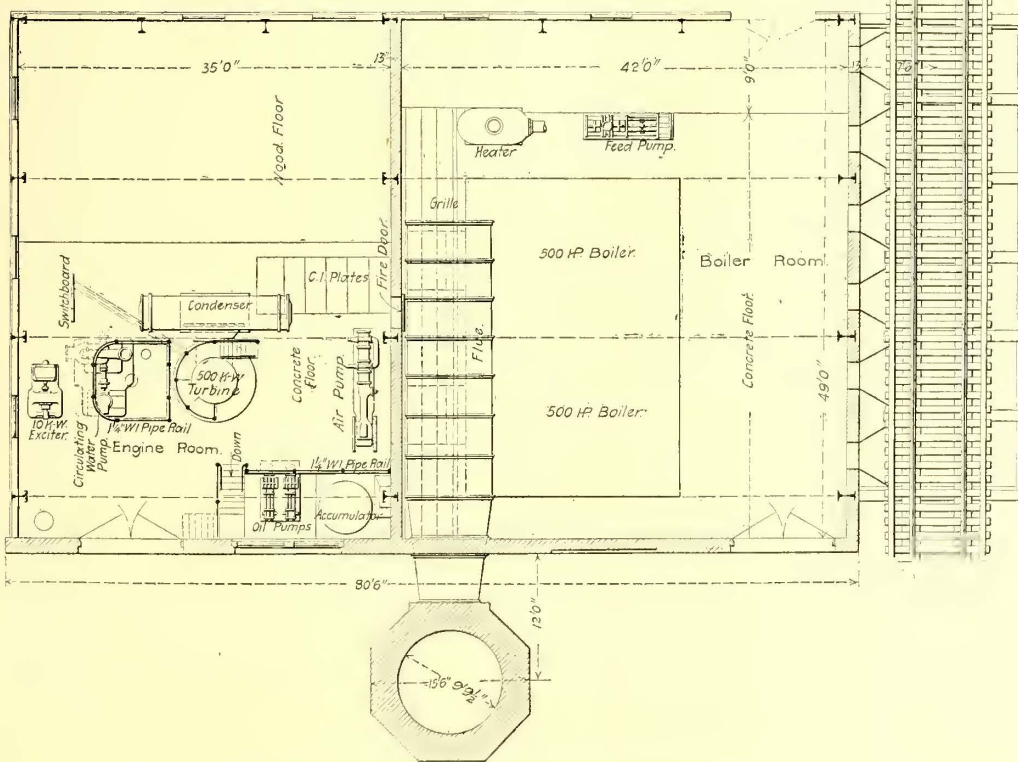 35'0"
13"
42'0"
9'0"
13"
7'0"
Wood Floor
Heater
Feed Pump.
Grille
Fire Door.
C.I. Plates
500 HP. Boiler.
Boiler Room.
Switchboard
Condenser
Flue.
Concrete Floor.
500 K-W
Turbine
Concrete
Floor.
Air Pump.
49'0"
10 K-W.
Exciter.
Circulating
Water
Pump.
1¼" W.I. Pipe Rail
Engine Room.
Down
500 HP. Boiler.
1¼" W.I. Pipe Rail
Oil Pumps
Accumulator
80'6"
12'0"
15'6"
9'9½"